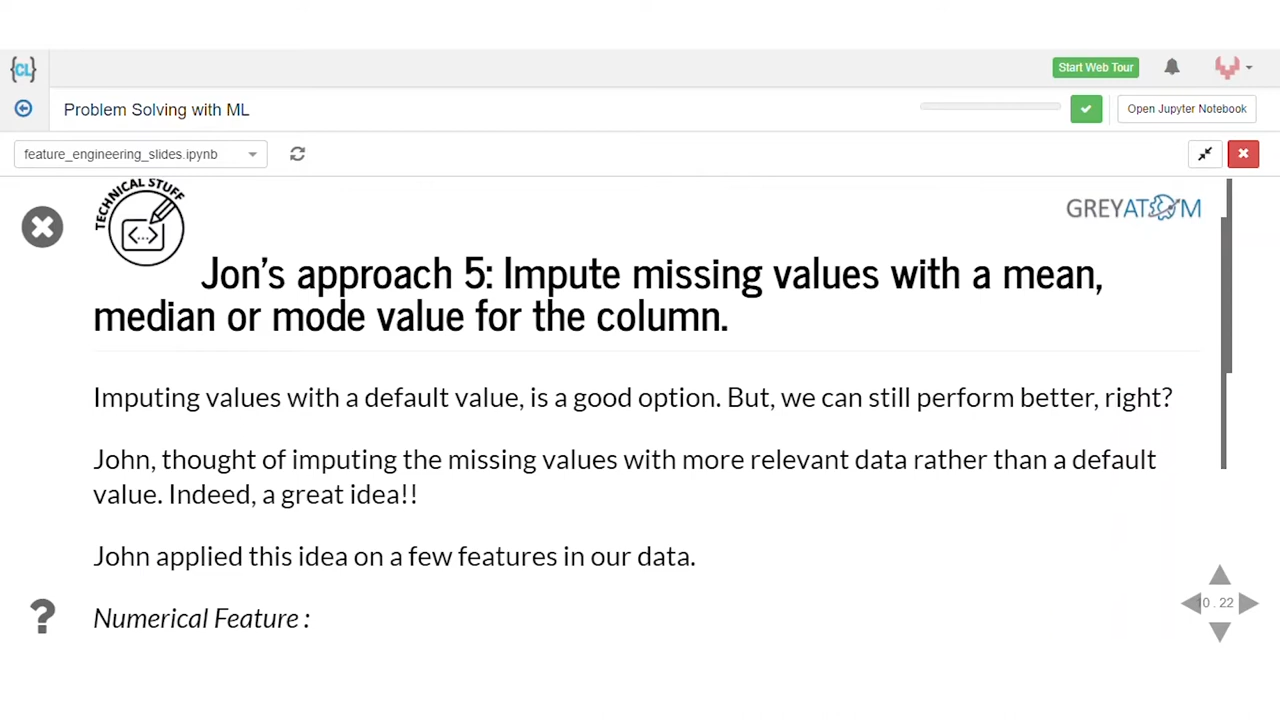 {CL}
Start Web Tour
Problem Solving with ML
Open Jupyter Notebook
feature_engineering_slides.ipynb
TECHNICAL STUFF
<..>
GREYATOM
Jon's approach 5: Impute missing values with a mean,
median or mode value for the column.
Imputing values with a default value, is a good option. But, we can still perform better, right?
John, thought of imputing the missing values with more relevant data rather than a default
value. Indeed, a great idea!!
John applied this idea on a few features in our data.
?
Numerical Feature :
10 . 22